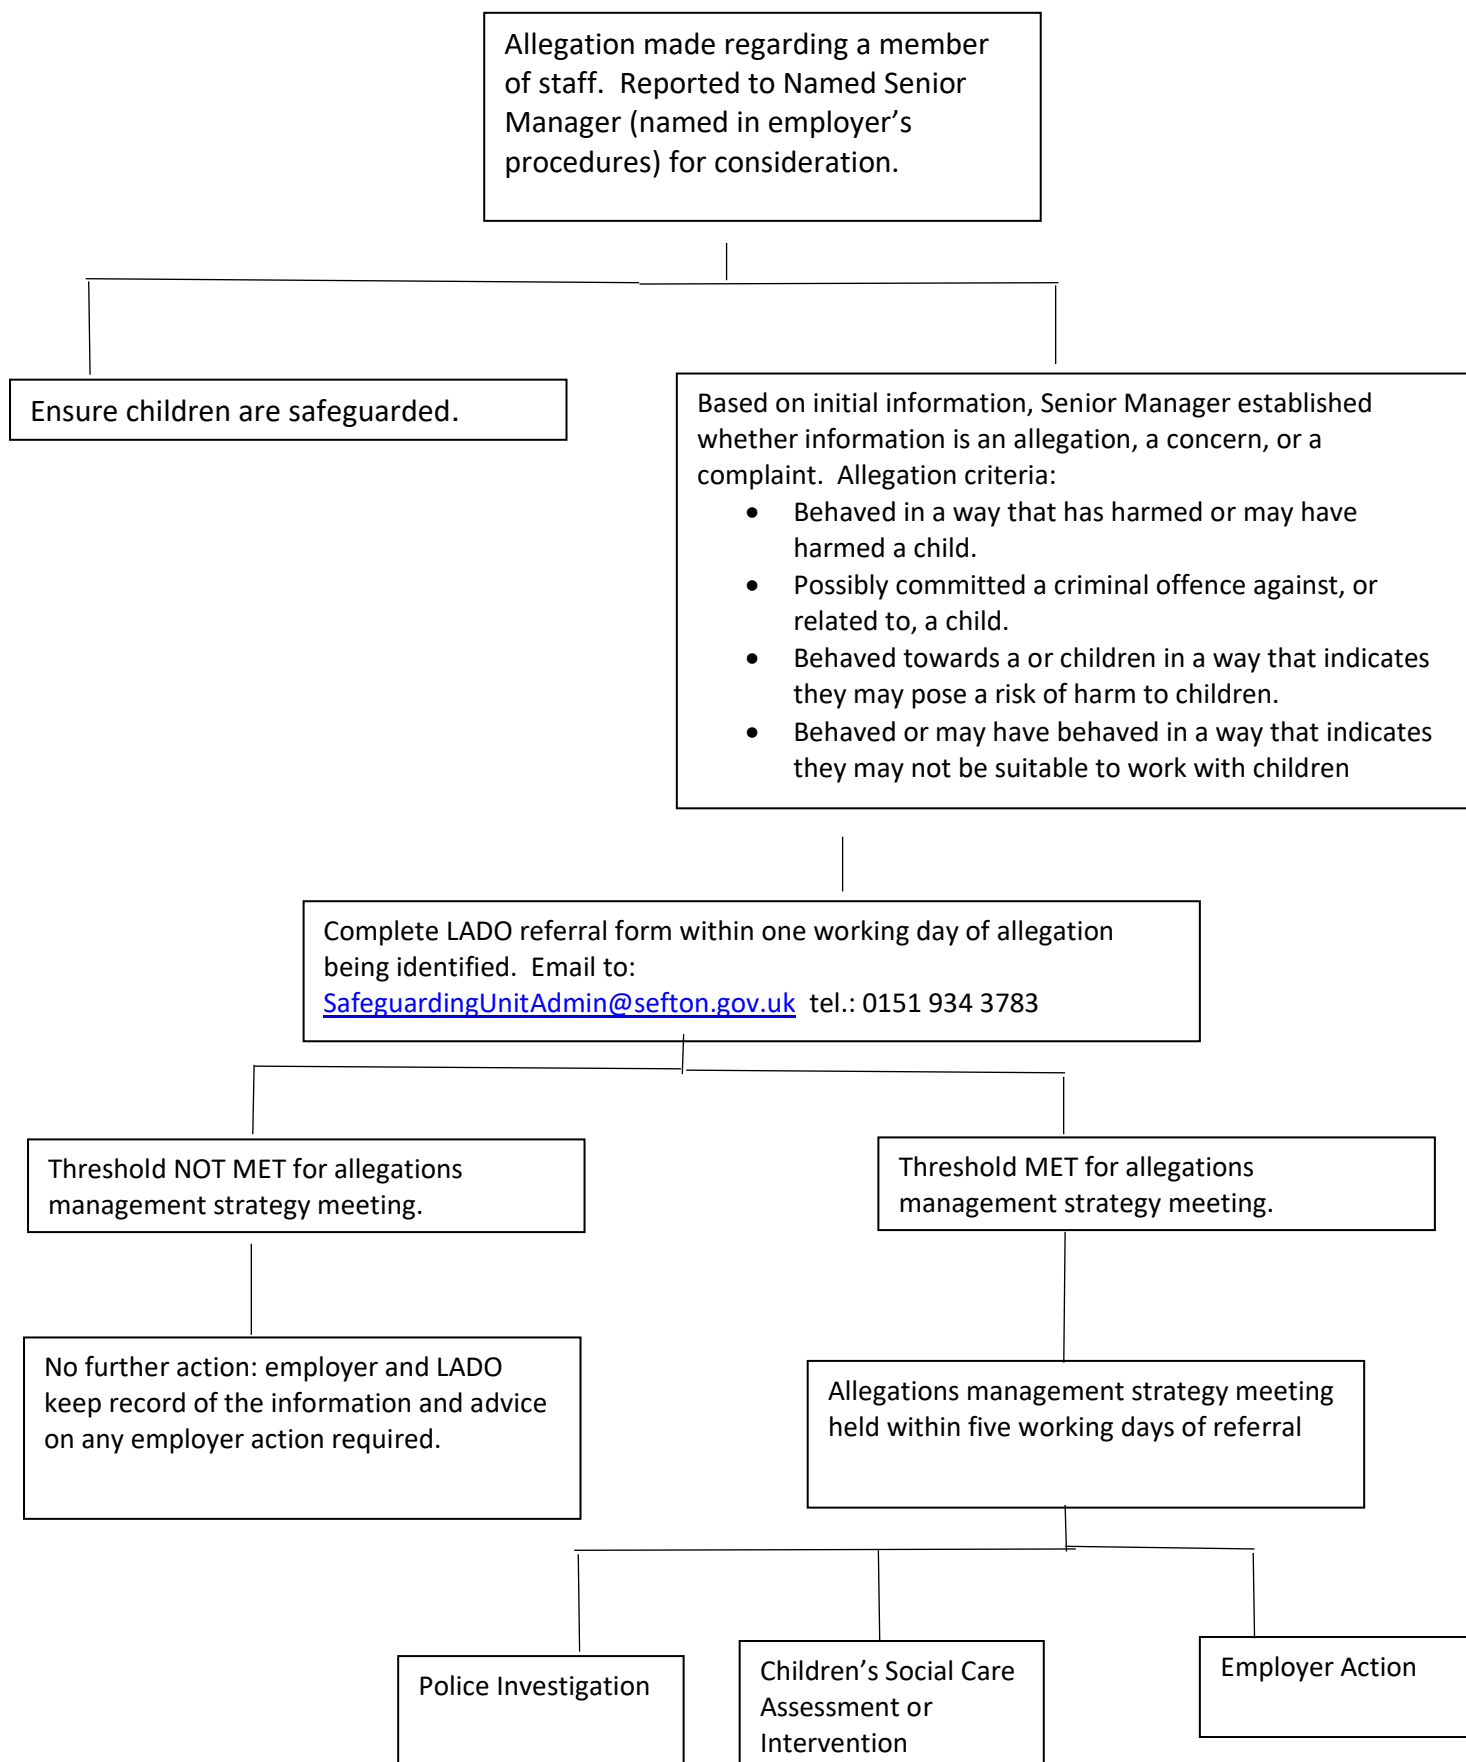 Allegation made regarding a member
of staff.  Reported to Named Senior
Manager (named in employer’s
procedures) for consideration.
Ensure children are safeguarded.
Based on initial information, Senior Manager established
whether information is an allegation, a concern, or a
complaint.  Allegation criteria:
• Behaved in a way that has harmed or may have
harmed a child.
• Possibly committed a criminal offence against, or
related to, a child.
• Behaved towards a or children in a way that indicates
they may pose a risk of harm to children.
• Behaved or may have behaved in a way that indicates
they may not be suitable to work with children
Complete LADO referral form within one working day of allegation
being identified.  Email to:
SafeguardingUnitAdmin@sefton.gov.uk  tel.: 0151 934 3783
Threshold NOT MET for allegations
management strategy meeting.
Threshold MET for allegations
management strategy meeting.
No further action: employer and LADO
keep record of the information and advice
on any employer action required.
Allegations management strategy meeting
held within five working days of referral
Police Investigation
Children’s Social Care
Assessment or
Intervention
Employer Action